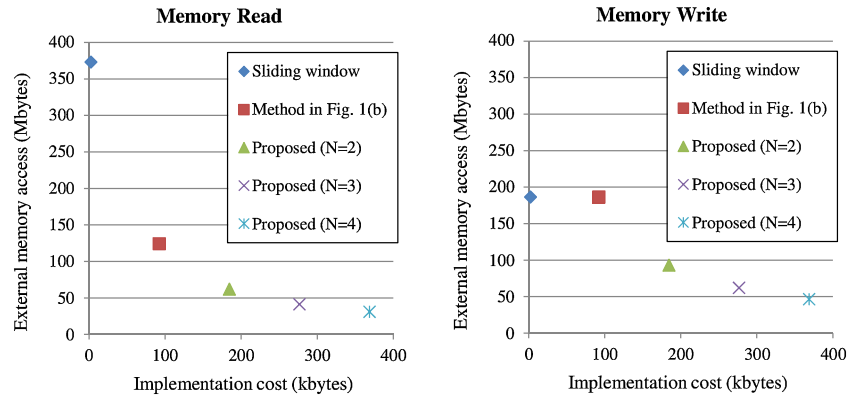 Memory Read
External memory access (Mbytes)
400
350
300
250
200
150
100
50
0
0 100 200 300 400
Implementation cost (kbytes)
Sliding window
Method in Fig. 1(b)
Proposed (N=2)
Proposed (N=3)
Proposed (N=4)
Memory Write
External memory access (Mbytes)
400
350
300
250
200
150
100
50
0
0 100 200 300 400
Implementation cost (kbytes)
Sliding window
Method in Fig. 1(b)
Proposed (N=2)
Proposed (N=3)
Proposed (N=4)